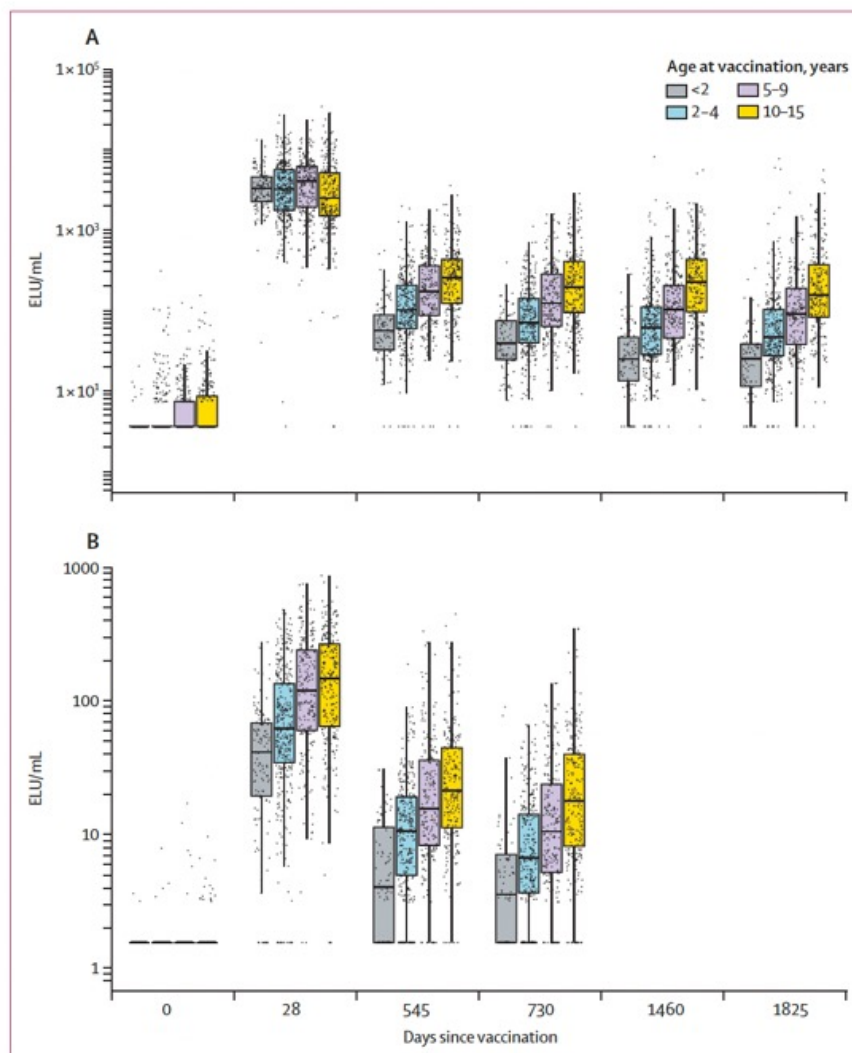 A
Age at vaccination, years
<2 5–9
2–4 10–15
1×10⁵
1×10³
1×10¹
ELU/mL
B
1000
100
10
1
ELU/mL
0 28 545 730 1460 1825
Days since vaccination